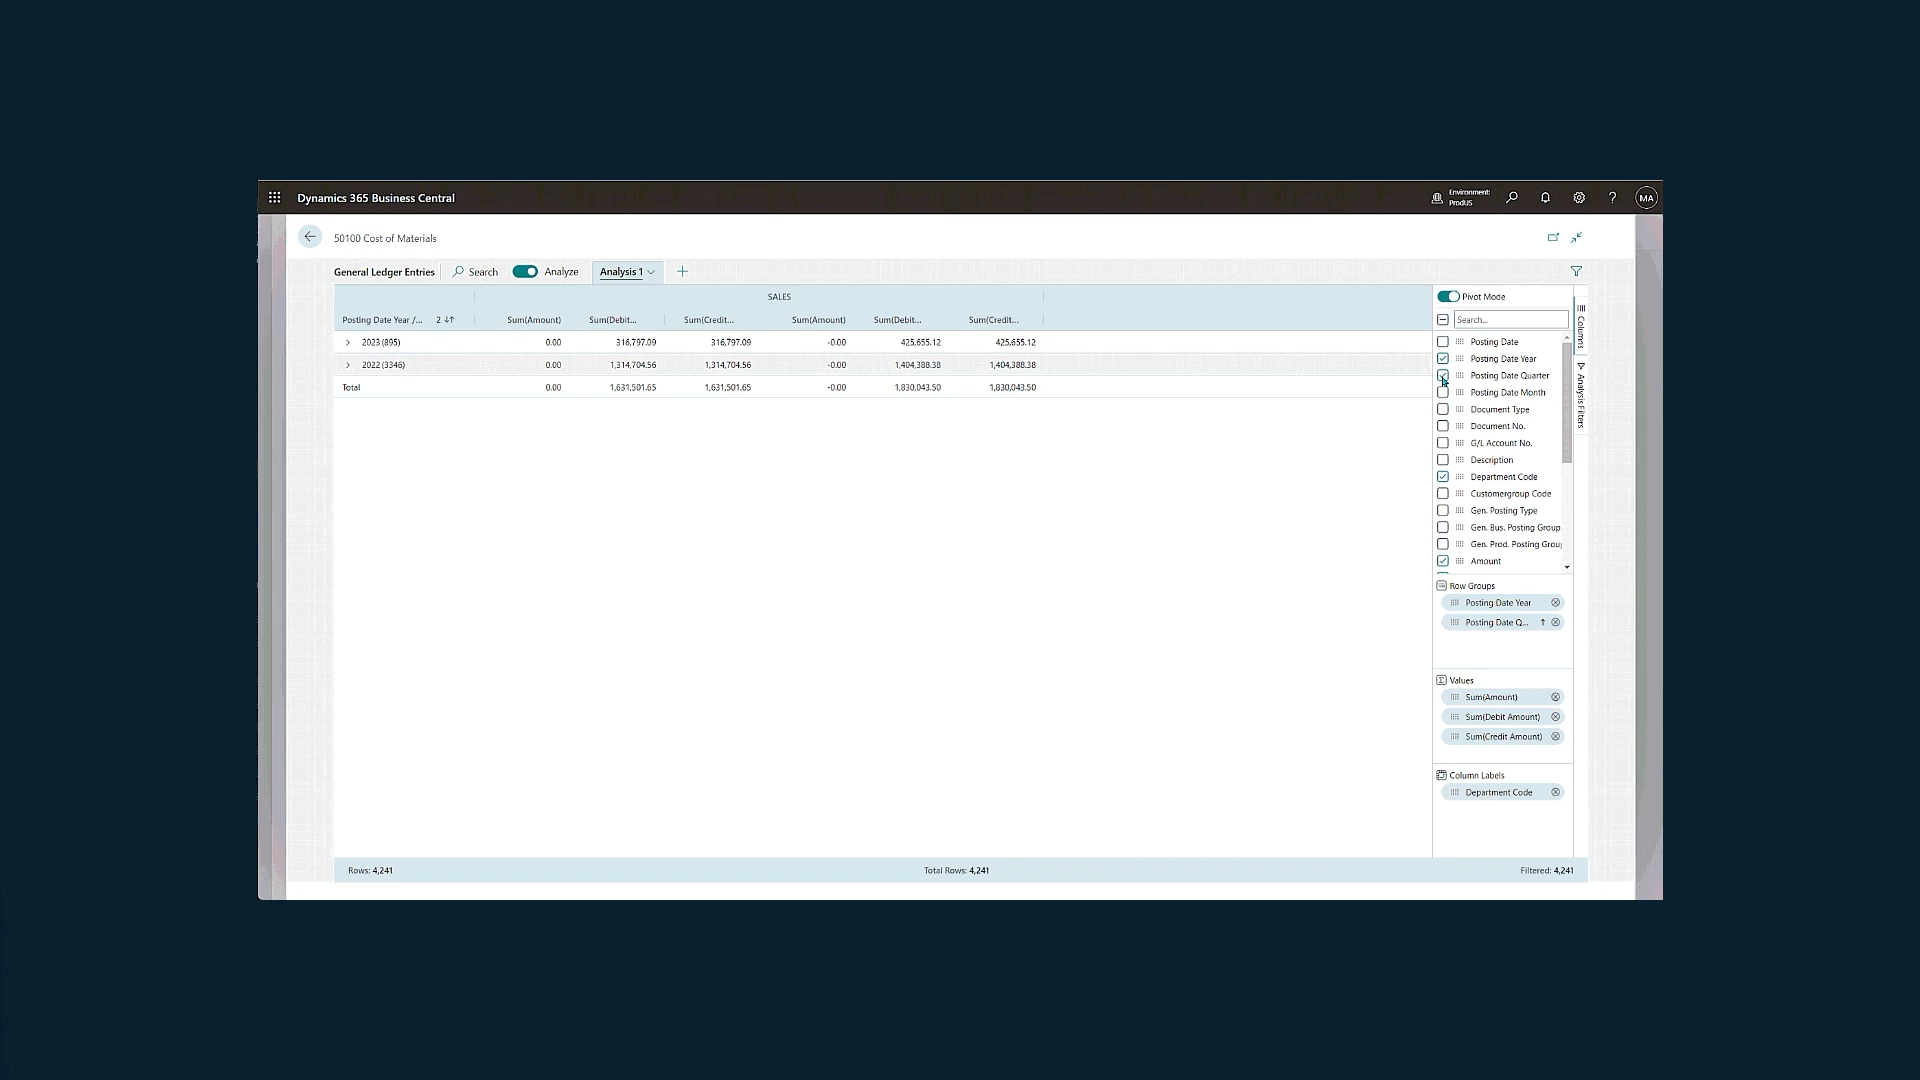 Dynamics 365 Business Central
Environment:
ProdUS
?
MA
50100 Cost of Materials
General Ledger Entries
Search
Analyze
Analysis 1
SALES
Posting Date Year /... 2
Sum(Amount) Sum(Debit... Sum(Credit... Sum(Amount) Sum(Debit... Sum(Credit...
2023 (895) 0.00 316,797.09 316,797.09 -0.00 425,655.12 425,655.12
2022 (3346) 0.00 1,314,704.56 1,314,704.56 -0.00 1,404,388.38 1,404,388.38
Total 0.00 1,631,501.65 1,631,501.65 -0.00 1,830,043.50 1,830,043.50
Pivot Mode
Search...
Posting Date
Posting Date Year
Posting Date Quarter
Posting Date Month
Document Type
Document No.
G/L Account No.
Description
Department Code
Customergroup Code
Gen. Posting Type
Gen. Bus. Posting Group
Gen. Prod. Posting Grou
Amount
Row Groups
Posting Date Year
Posting Date Q...
Values
Sum(Amount)
Sum(Debit Amount)
Sum(Credit Amount)
Column Labels
Department Code
Columns
Analysis Filters
Rows: 4,241
Total Rows: 4,241
Filtered: 4,241